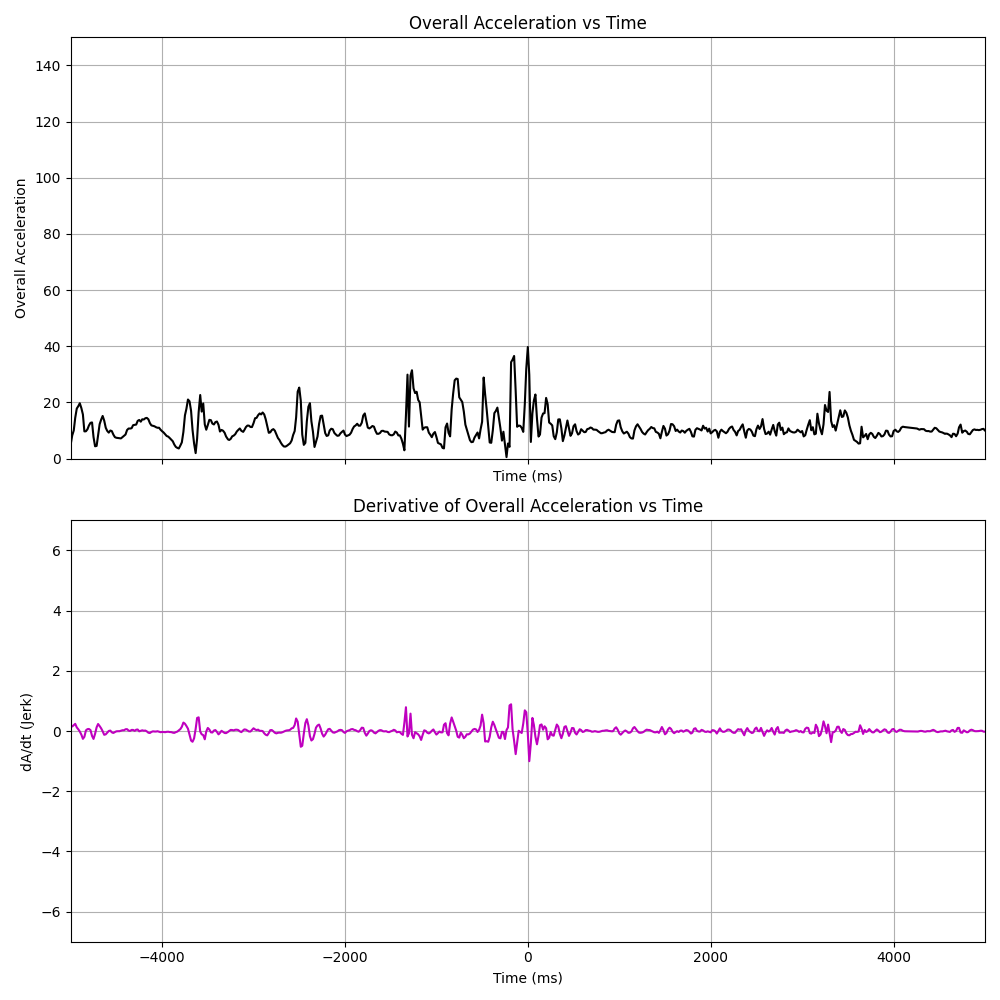 Overall Acceleration vs Time
140
120
100
80
60
40
20
0
Overall Acceleration
Time (ms)
Derivative of Overall Acceleration vs Time
6
4
2
0
−2
−4
−6
dA/dt (Jerk)
−4000 −2000 0 2000 4000
Time (ms)